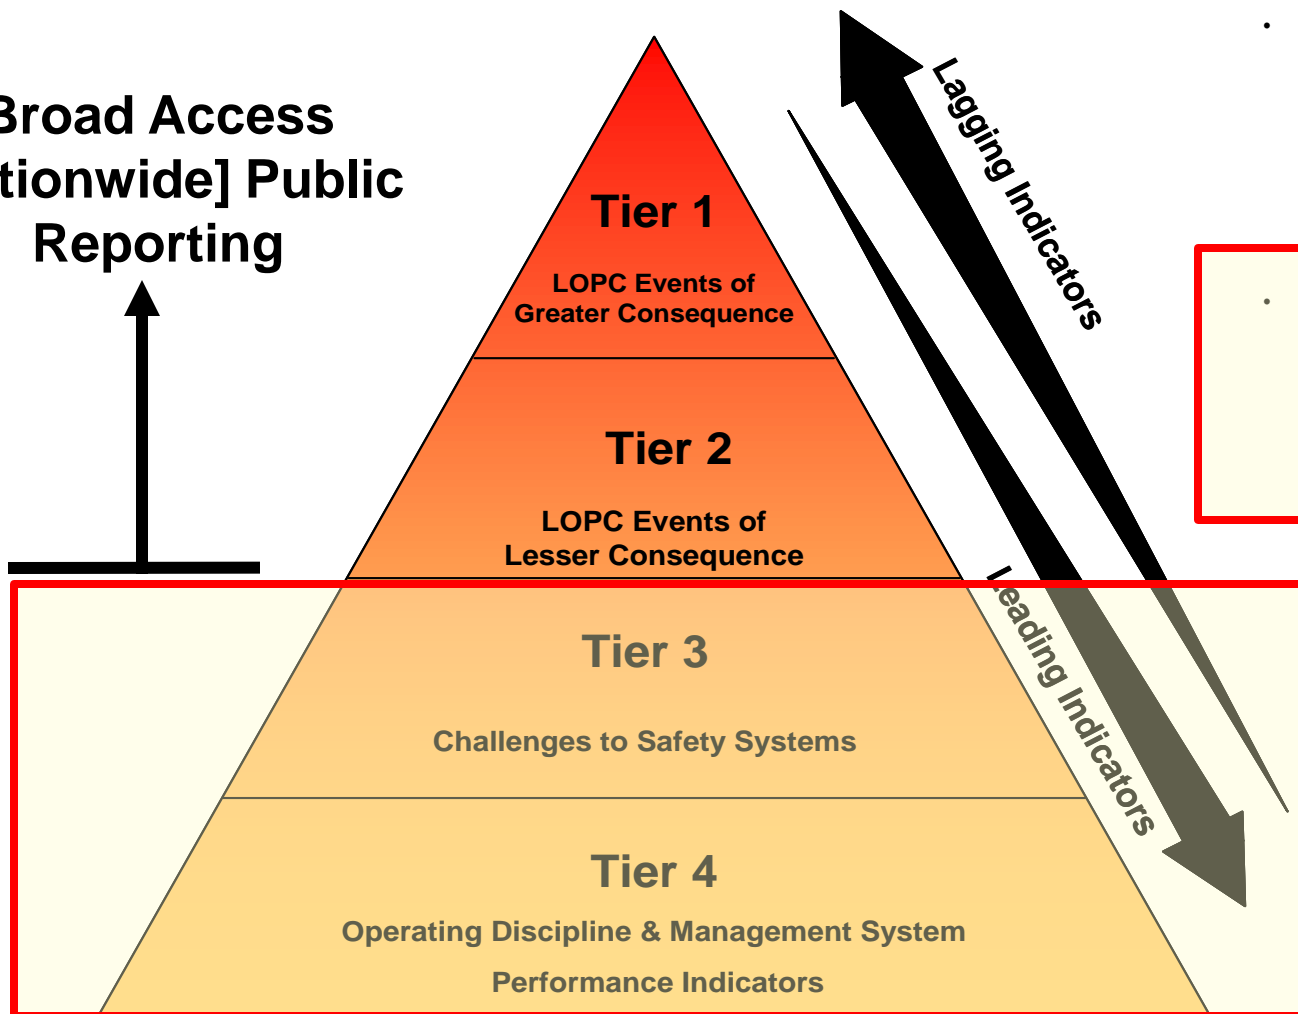 Broad Access
tionwide] Public
Reporting
Tier 1
LOPC Events of
Greater Consequence
Tier 2
LOPC Events of
Lesser Consequence
Tier 3
Challenges to Safety Systems
Tier 4
Operating Discipline & Management System
Performance Indicators
Lagging Indicators
Leading Indicators